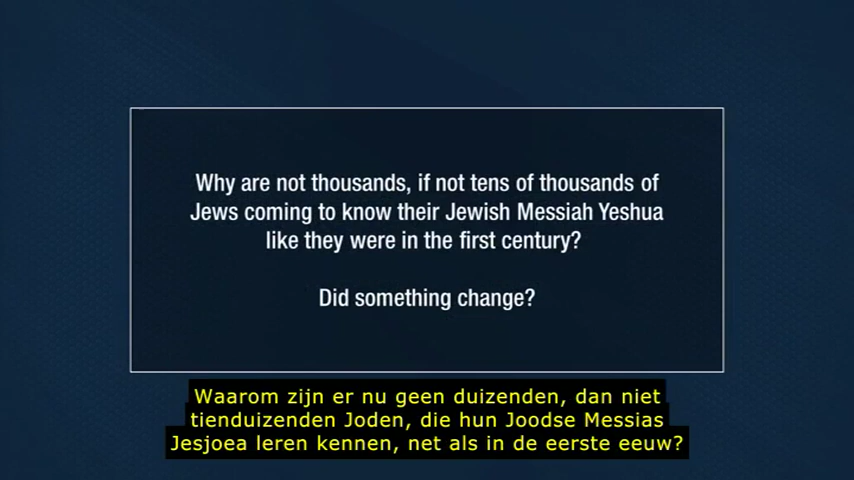 Why are not thousands, if not tens of thousands of
Jews coming to know their Jewish Messiah Yeshua
like they were in the first century?
Did something change?
Waarom zijn er nu geen duizenden, dan niet
tienduizenden Joden, die hun Joodse Messias
Jesjoea leren kennen, net als in de eerste eeuw?